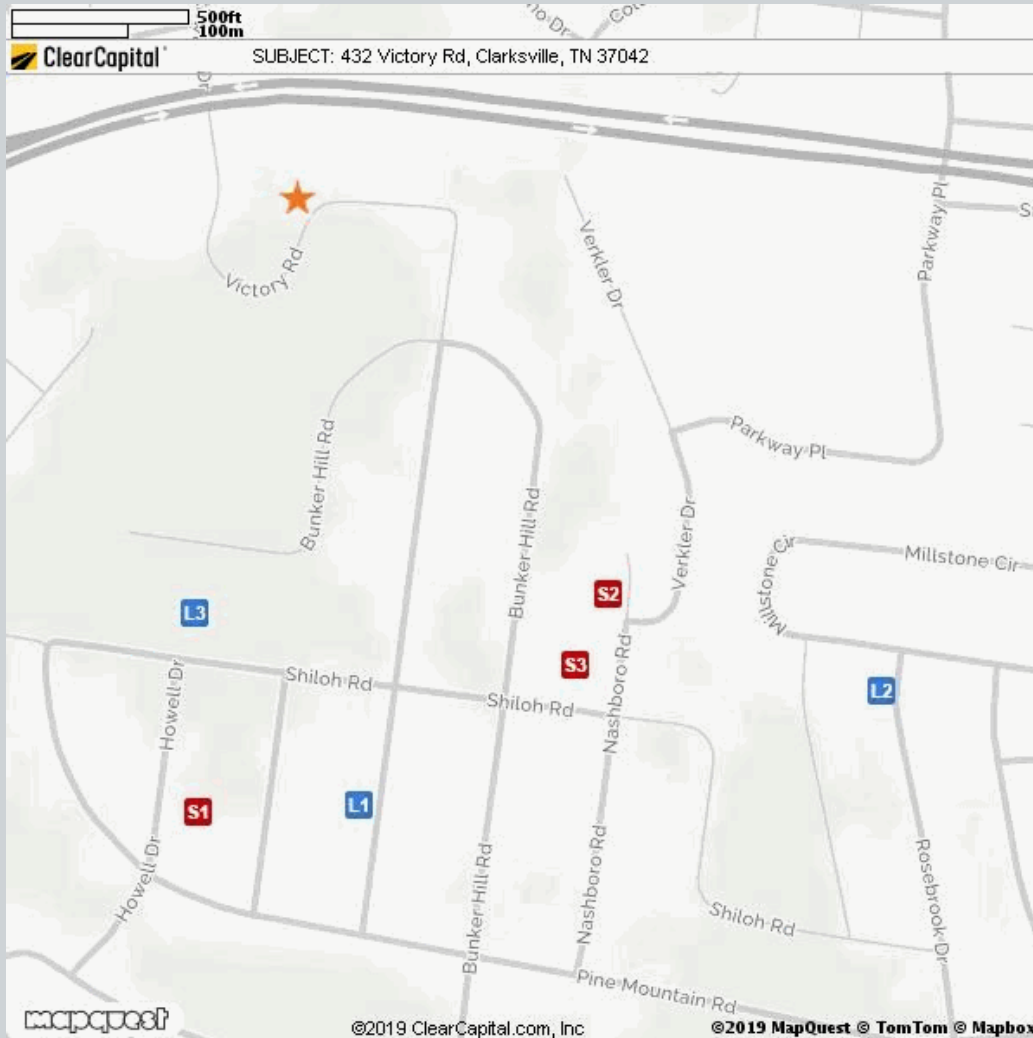 500ft
100m
ClearCapital
SUBJECT: 432 Victory Rd, Clarksville, TN 37042
Dr
Parkway Pl
Verkler Dr
Victory Rd
Parkway Pl
Bunker Hill Rd
Bunker Hill Rd
Verkler Dr
Millstone Cir
Millstone Cir
S2
L3
S3
Shiloh Rd
Nashboro Rd
L2
Howell Dr
Shiloh Rd
S1
L1
Howell Dr
Bunker Hill Rd
Nashboro Rd
Rosebrook Dr
Shiloh Rd
Pine Mountain Rd
mapquest
©2019 ClearCapital.com, Inc
©2019 MapQuest © TomTom © Mapbox